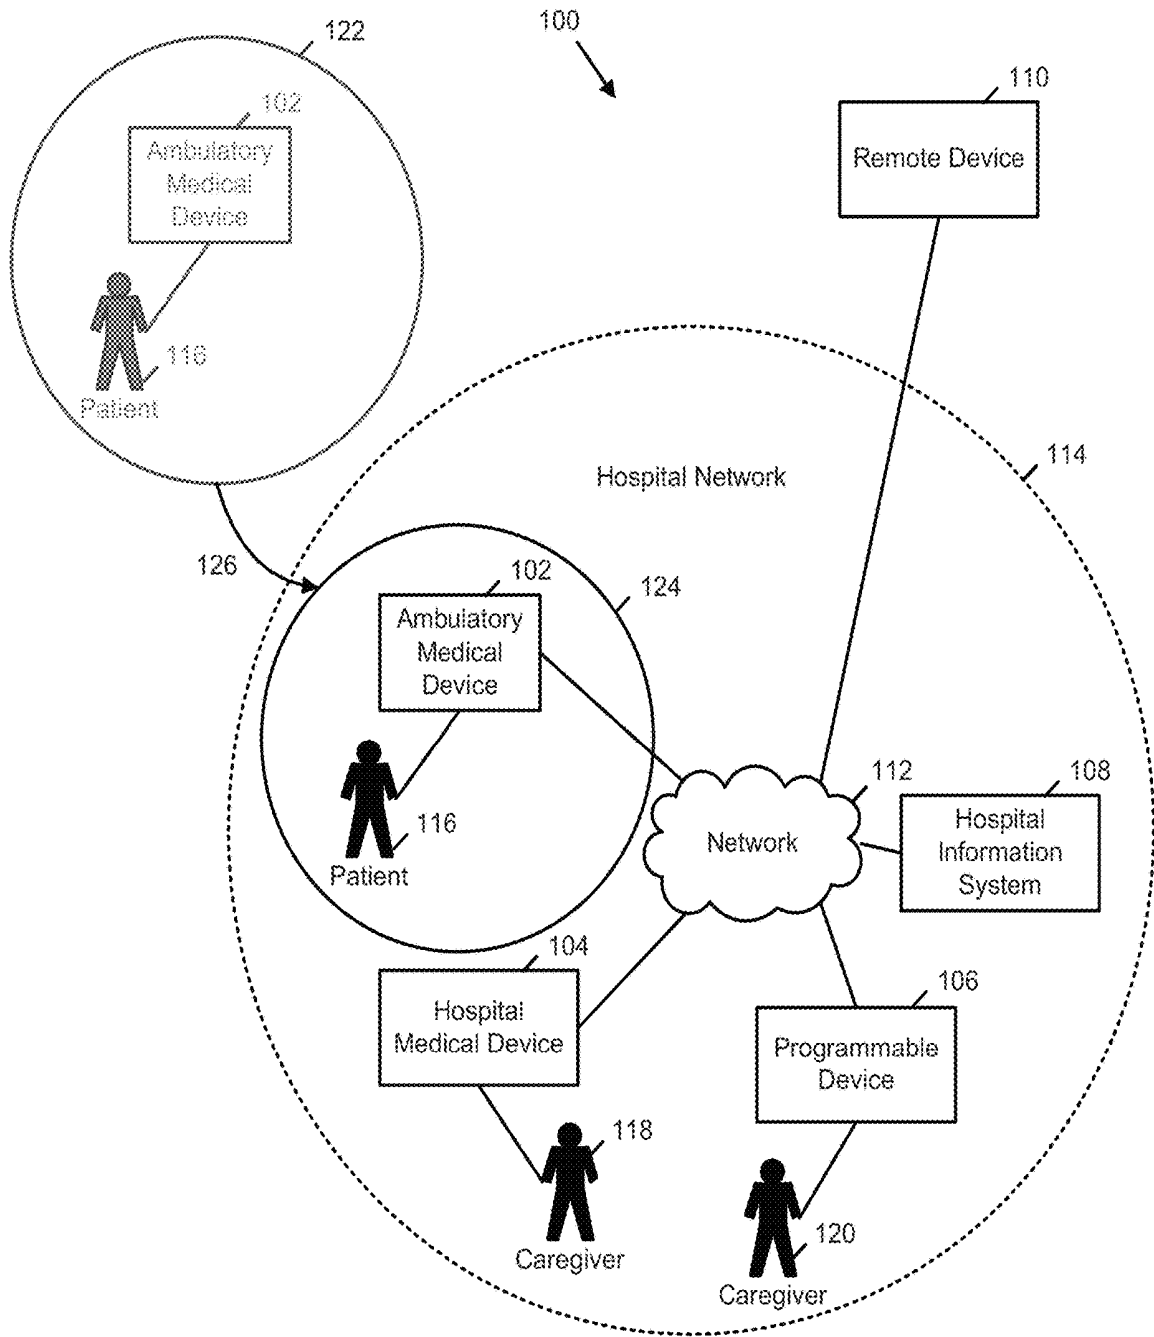 100
122
102
Ambulatory
Medical
Device
116
Patient
110
Remote Device
114
Hospital Network
126
102
124
Ambulatory
Medical
Device
116
Patient
112
Network
108
Hospital
Information
System
104
Hospital
Medical Device
106
Programmable
Device
118
Caregiver
120
Caregiver